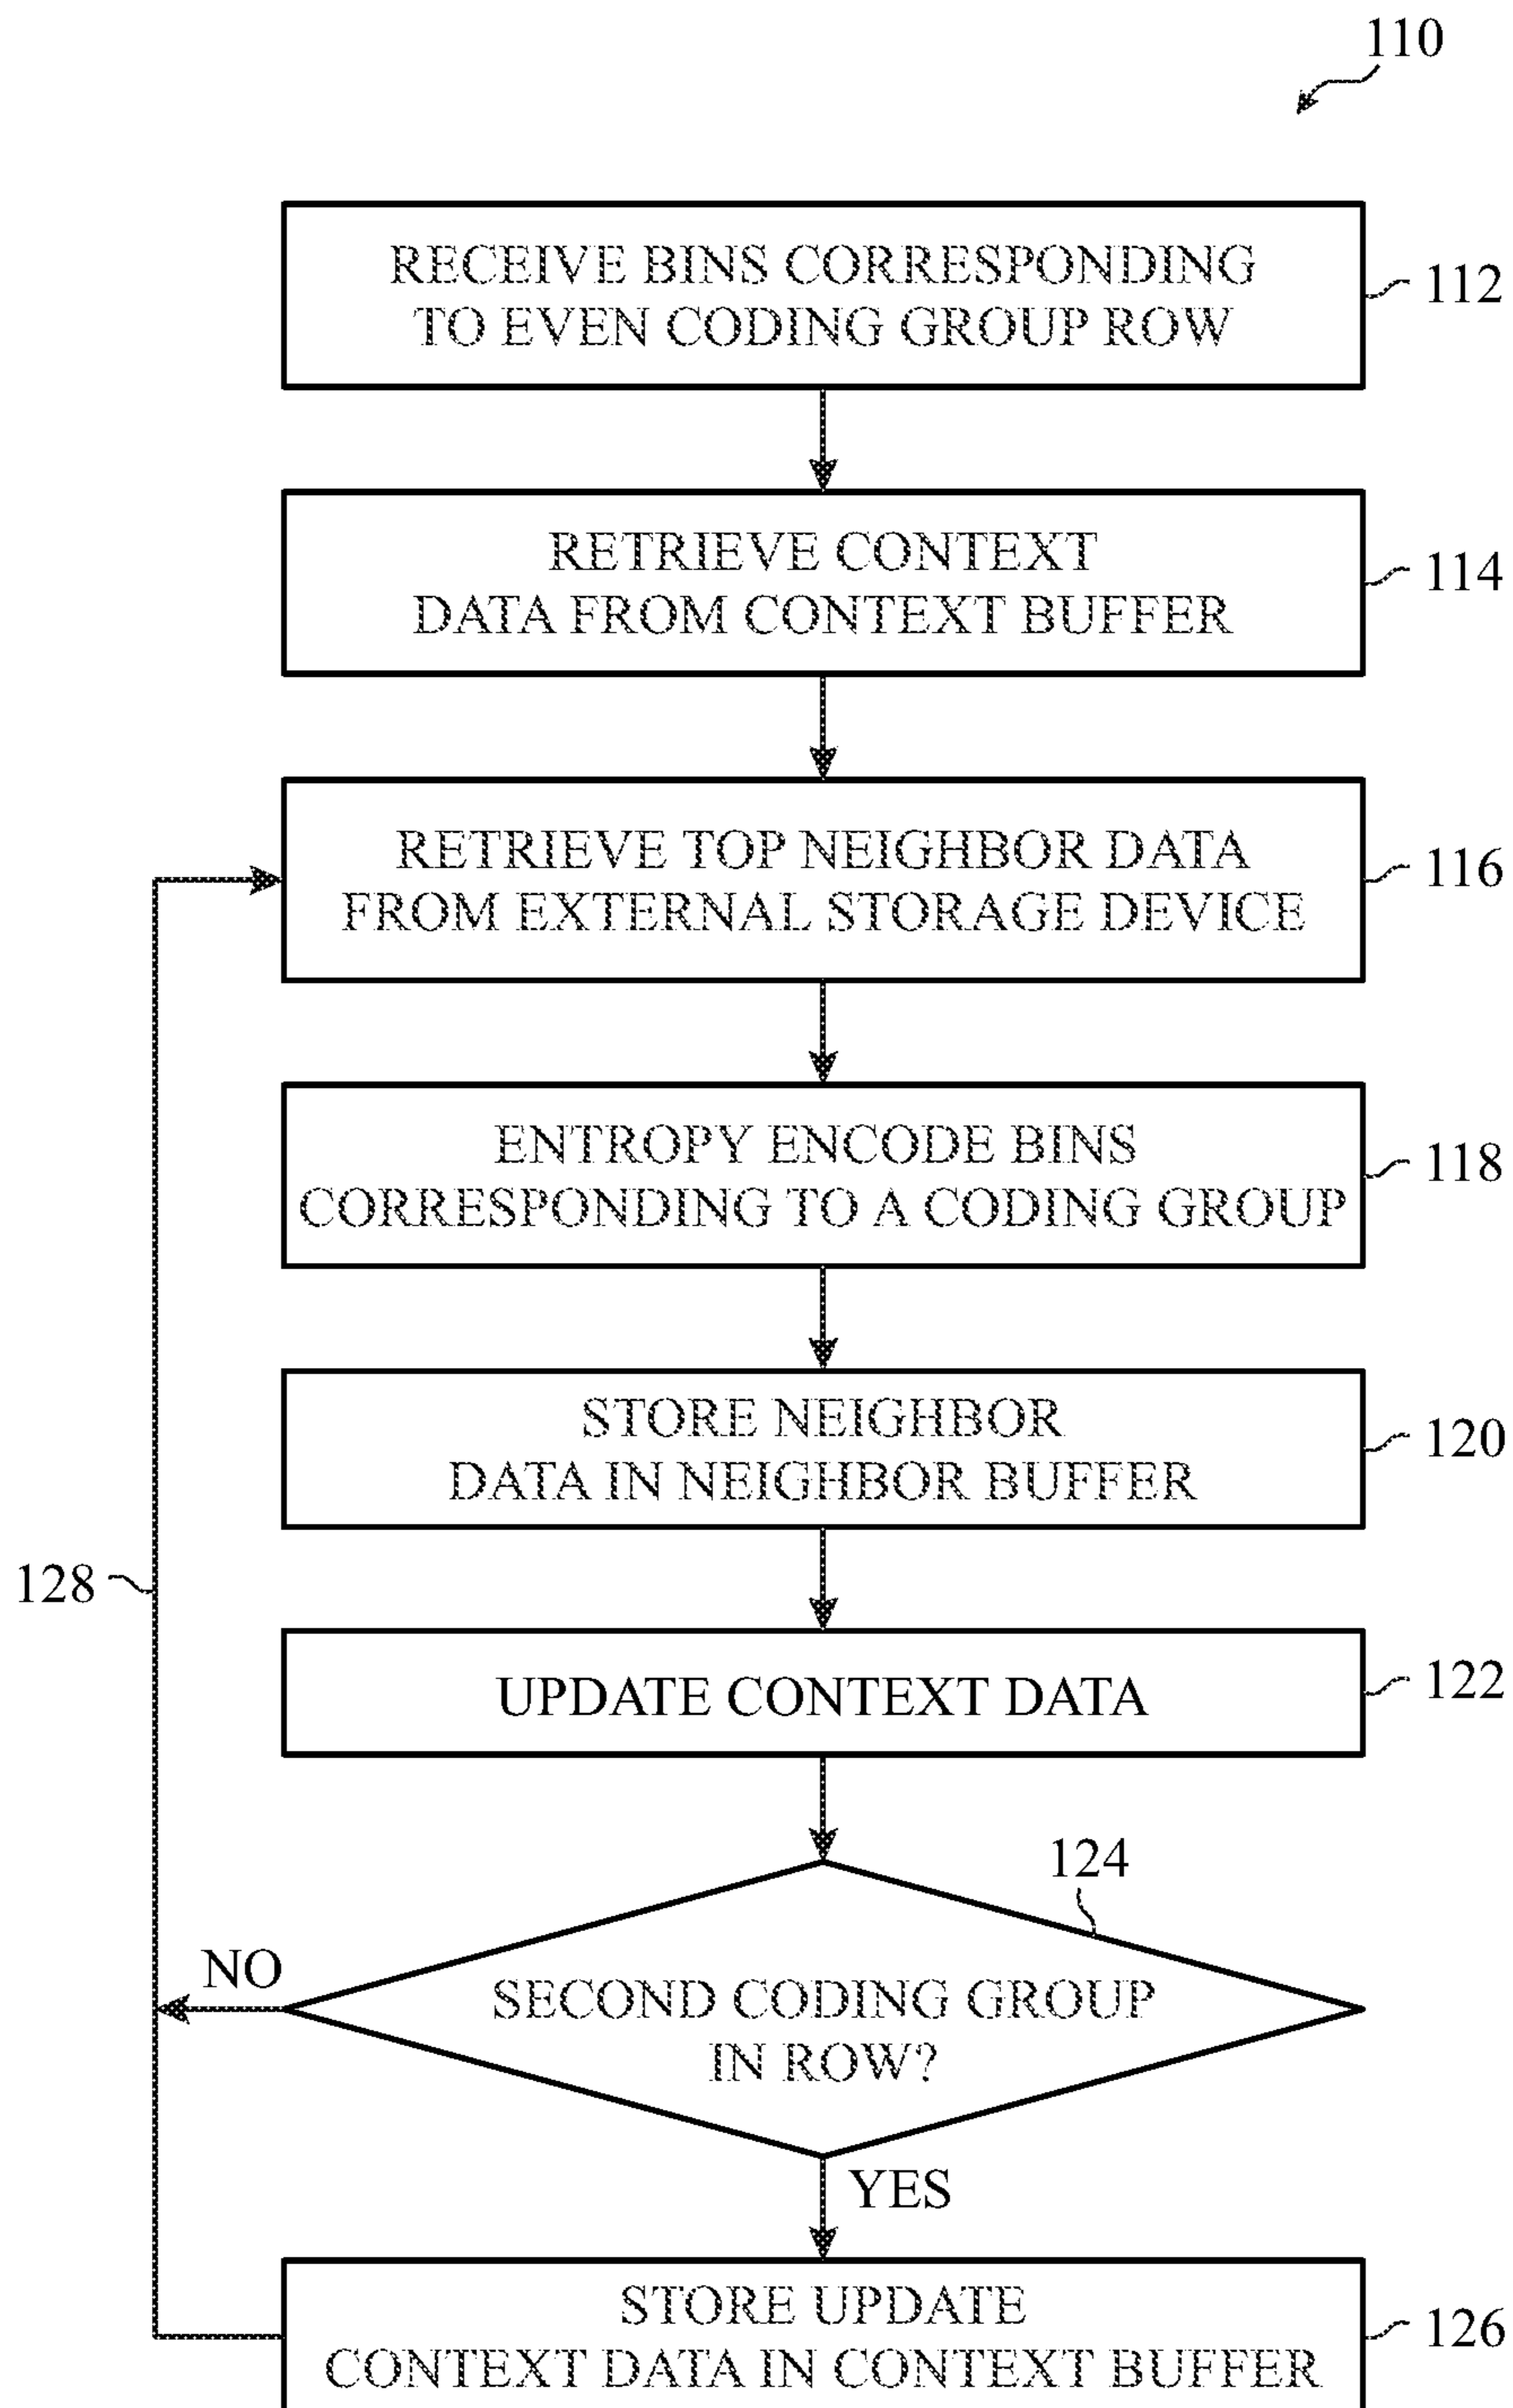 110
RECEIVE BINS CORRESPONDING
TO EVEN CODING GROUP ROW
112
RETRIEVE CONTEXT
DATA FROM CONTEXT BUFFER
114
RETRIEVE TOP NEIGHBOR DATA
FROM EXTERNAL STORAGE DEVICE
116
ENTROPY ENCODE BINS
CORRESPONDING TO A CODING GROUP
118
STORE NEIGHBOR
DATA IN NEIGHBOR BUFFER
120
128
UPDATE CONTEXT DATA
122
124
NO
SECOND CODING GROUP
IN ROW?
YES
STORE UPDATE
CONTEXT DATA IN CONTEXT BUFFER
126